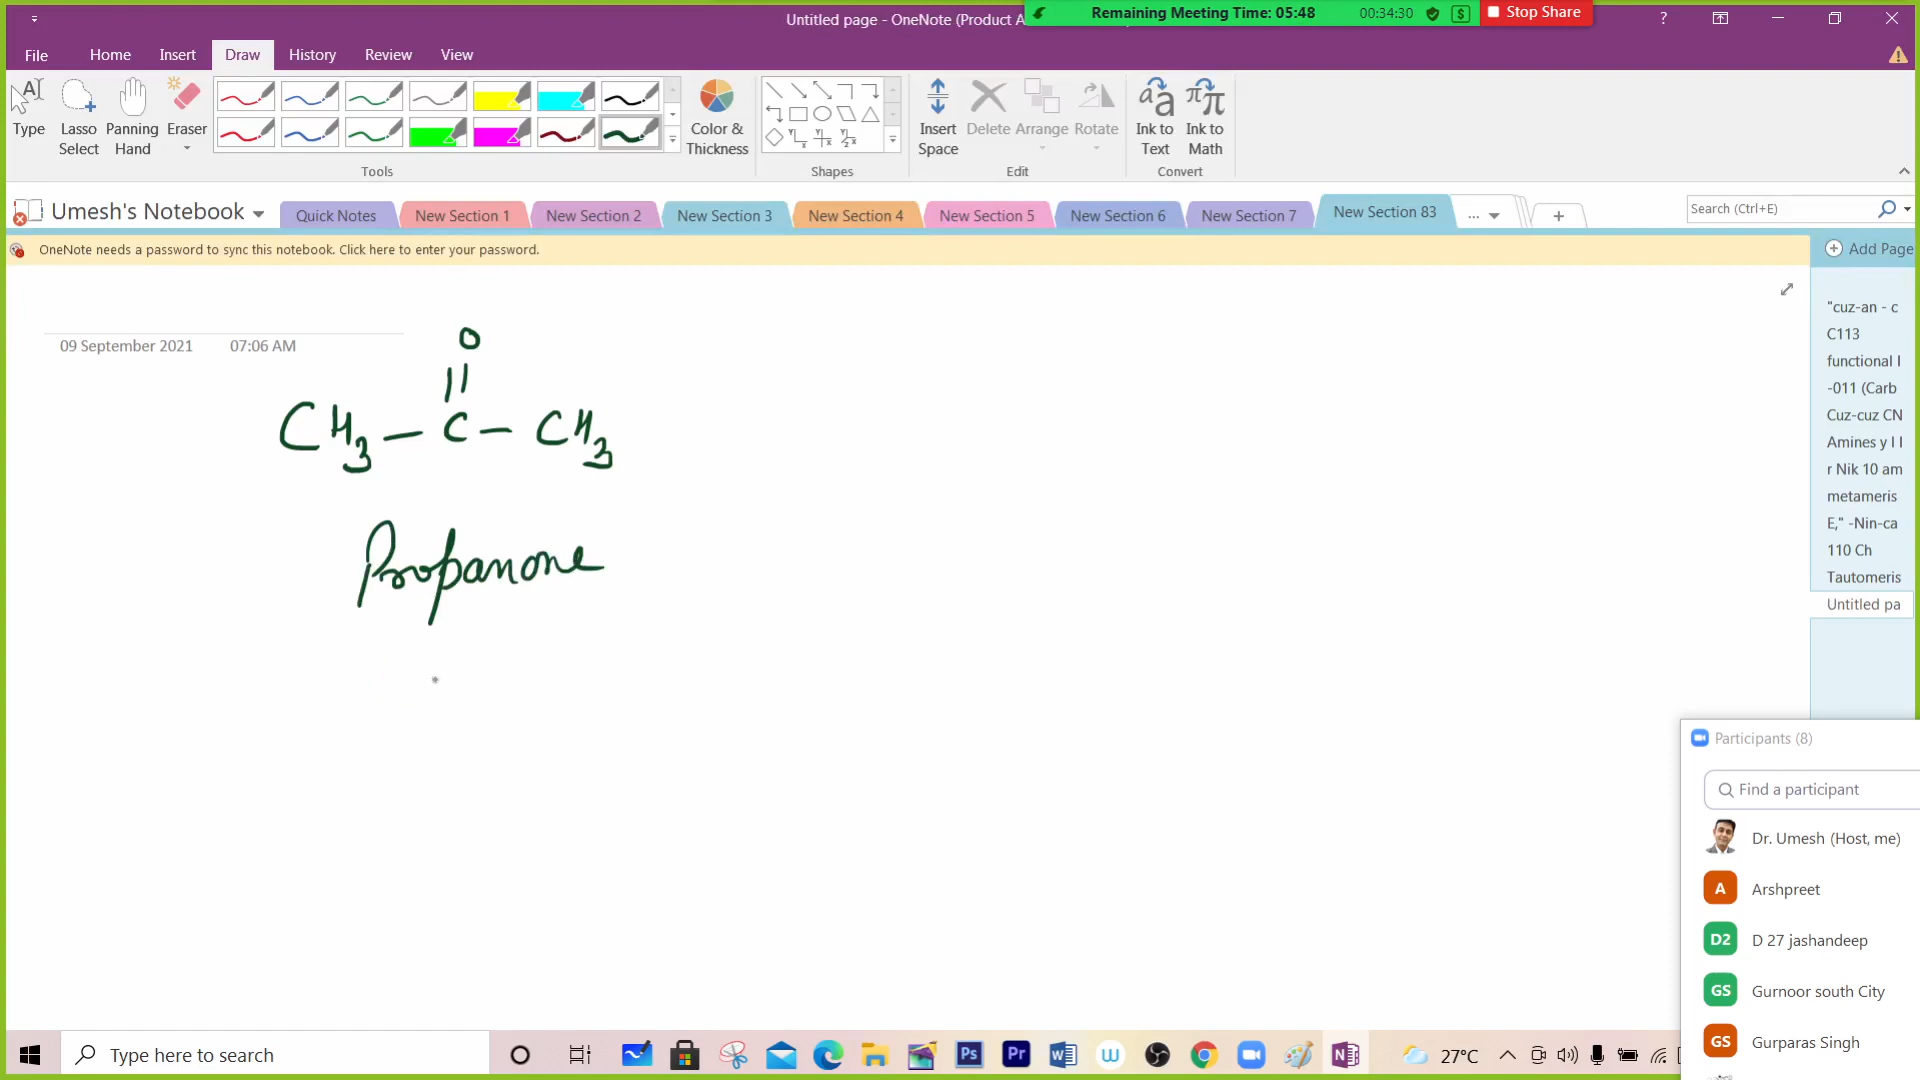 Untitled page - OneNote (Product A
Remaining Meeting Time: 05:48
00:34:30
Stop Share
File Home Insert Draw History Review View
Type
Lasso Select
Panning Hand
Eraser
Color & Thickness
Insert Space
Delete
Arrange
Rotate
Ink to Text
Ink to Math
Tools
Shapes
Edit
Convert
Umesh's Notebook
Quick Notes
New Section 1
New Section 2
New Section 3
New Section 4
New Section 5
New Section 6
New Section 7
New Section 83
...
Search (Ctrl+E)
OneNote needs a password to sync this notebook. Click here to enter your password.
Add Page
"cuz-an - c
C113
functional I
-011 (Carb
Cuz-cuz CN
Amines y I I
r Nik 10 am
metameris
E," -Nin-ca
110 Ch
Tautomeris
Untitled pa
09 September 2021 07:06 AM
O
||
CH3 — C — CH3
Propanone
Participants (8)
Find a participant
Dr. Umesh (Host, me)
A Arshpreet
D2 D 27 jashandeep
GS Gurnoor south City
GS Gurparas Singh
Type here to search
27°C